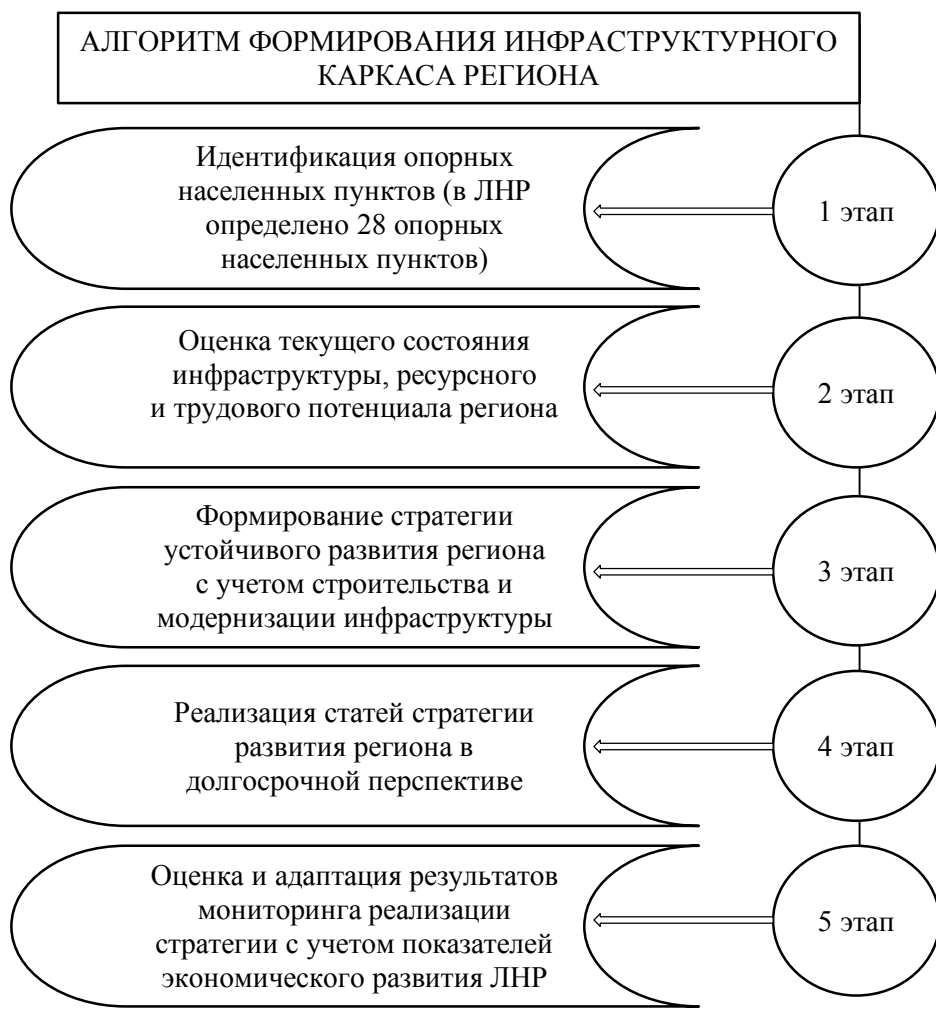 АЛГОРИТМ ФОРМИРОВАНИЯ ИНФРАСТРУКТУРНОГО
КАРКАСА РЕГИОНА
Идентификация опорных
населенных пунктов (в ЛНР
определено 28 опорных
населенных пунктов)
1 этап
Оценка текущего состояния
инфраструктуры, ресурсного
и трудового потенциала региона
2 этап
Формирование стратегии
устойчивого развития региона
с учетом строительства и
модернизации инфраструктуры
3 этап
Реализация статей стратегии
развития региона в
долгосрочной перспективе
4 этап
Оценка и адаптация результатов
мониторинга реализации
стратегии с учетом показателей
экономического развития ЛНР
5 этап